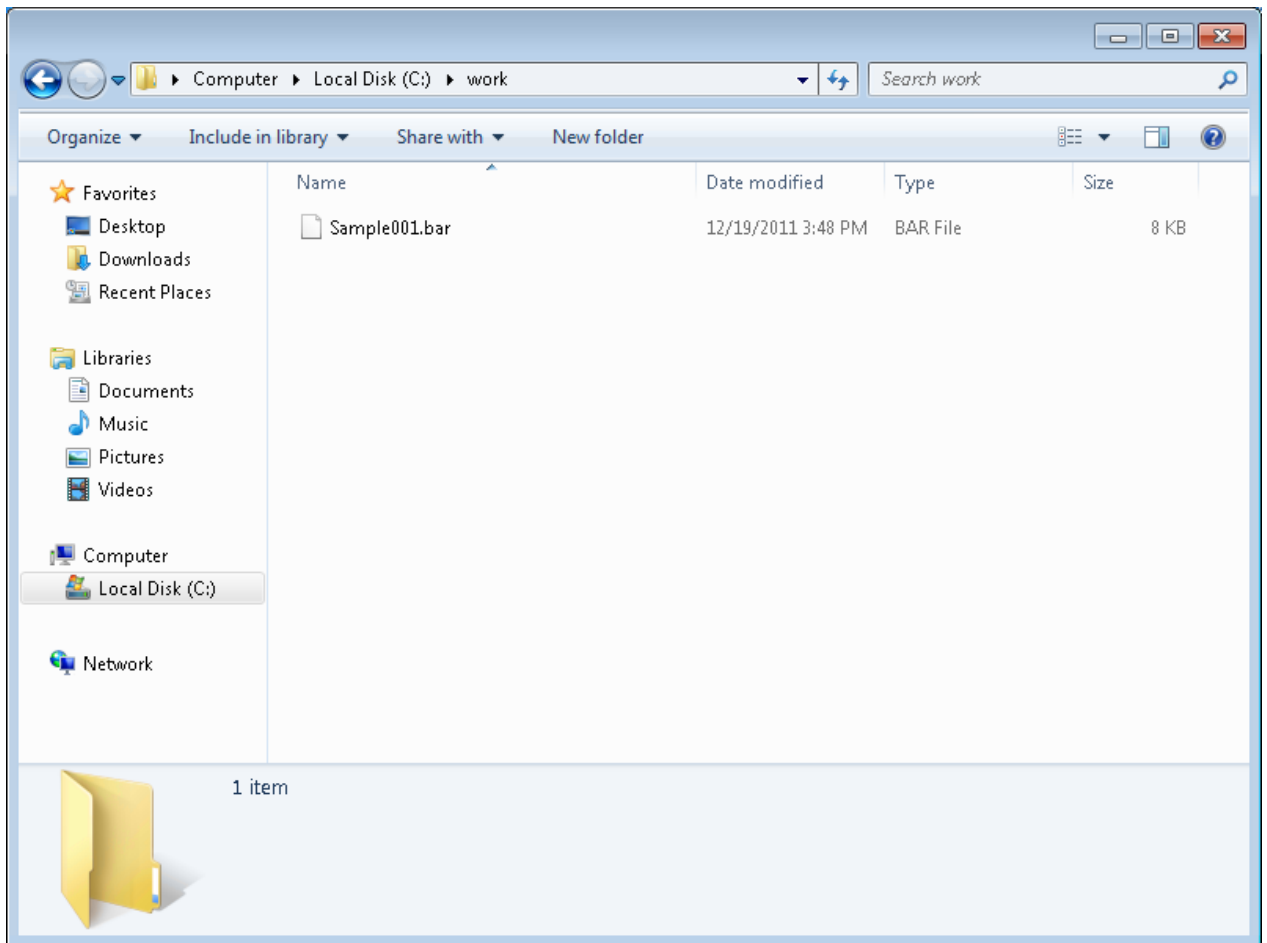 Computer Local Disk (C:) work Search work
Organize Include in library Share with New folder
Name Date modified Type Size
Sample001.bar 12/19/2011 3:48 PM BAR File 8 KB
Favorites
Desktop
Downloads
Recent Places
Libraries
Documents
Music
Pictures
Videos
Computer
Local Disk (C:)
Network
1 item